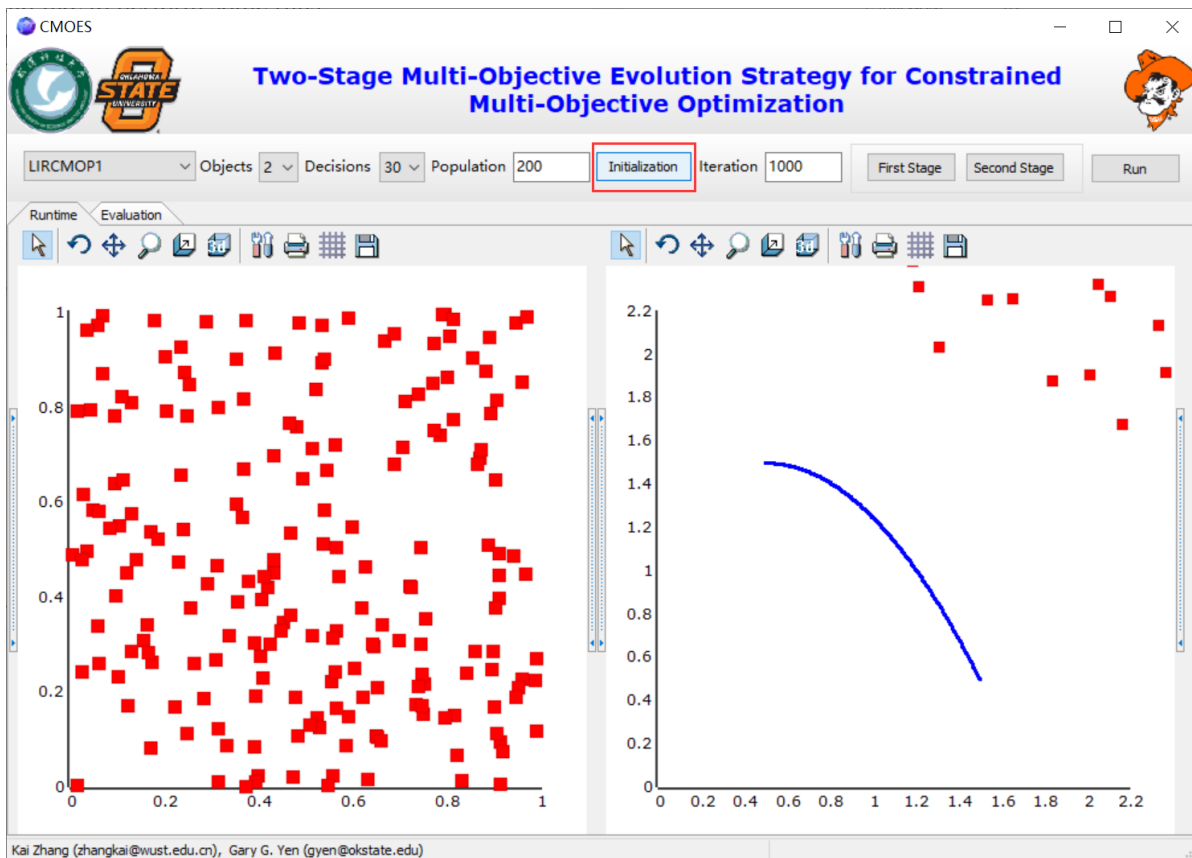 CMOES
OKLAHOMA
STATE
UNIVERSITY
Two-Stage Multi-Objective Evolution Strategy for Constrained
Multi-Objective Optimization
LIRCMOP1 Objects 2 Decisions 30 Population 200 Initialization Iteration 1000 First Stage Second Stage Run
Runtime Evaluation
1
0.8
0.6
0.4
0.2
0
0 0.2 0.4 0.6 0.8 1
2.2
2
1.8
1.6
1.4
1.2
1
0.8
0.6
0.4
0.2
0
0 0.2 0.4 0.6 0.8 1 1.2 1.4 1.6 1.8 2 2.2
Kai Zhang (zhangkai@wust.edu.cn), Gary G. Yen (gyen@okstate.edu)